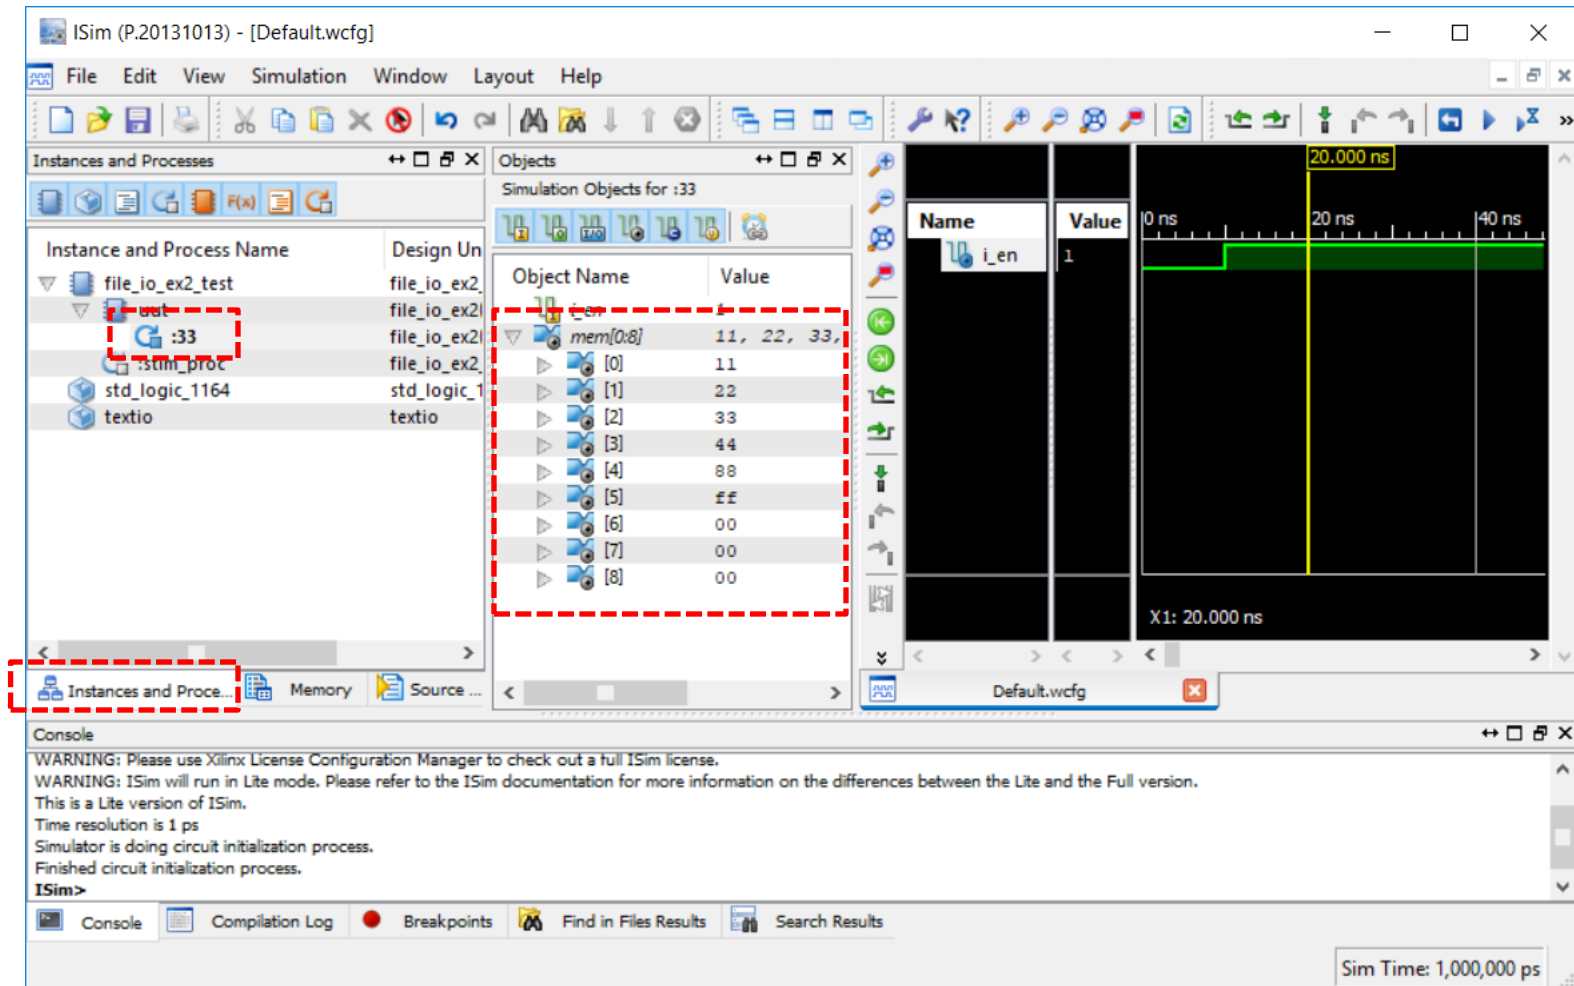 ISim (P.20131013) - [Default.wcfg]
File Edit View Simulation Window Layout Help
Instances and Processes
F(x)
Instance and Process Name Design Un
file_io_ex2_test file_io_ex2_
uut file_io_ex2
:33 file_io_ex2
:stim_proc file_io_ex2_
std_logic_1164 std_logic_1
textio textio
Instances and Proce... Memory Source ...
Objects
Simulation Objects for :33
Object Name Value
i_en 1
mem[0:8] 11, 22, 33,
[0] 11
[1] 22
[2] 33
[3] 44
[4] 88
[5] ff
[6] 00
[7] 00
[8] 00
20.000 ns
Name Value 0 ns 20 ns 40 ns
i_en 1
X1: 20.000 ns
Default.wcfg
Console
WARNING: Please use Xilinx License Configuration Manager to check out a full ISim license.
WARNING: ISim will run in Lite mode. Please refer to the ISim documentation for more information on the differences between the Lite and the Full version.
This is a Lite version of ISim.
Time resolution is 1 ps
Simulator is doing circuit initialization process.
Finished circuit initialization process.
ISim>
Console Compilation Log Breakpoints Find in Files Results Search Results
Sim Time: 1,000,000 ps